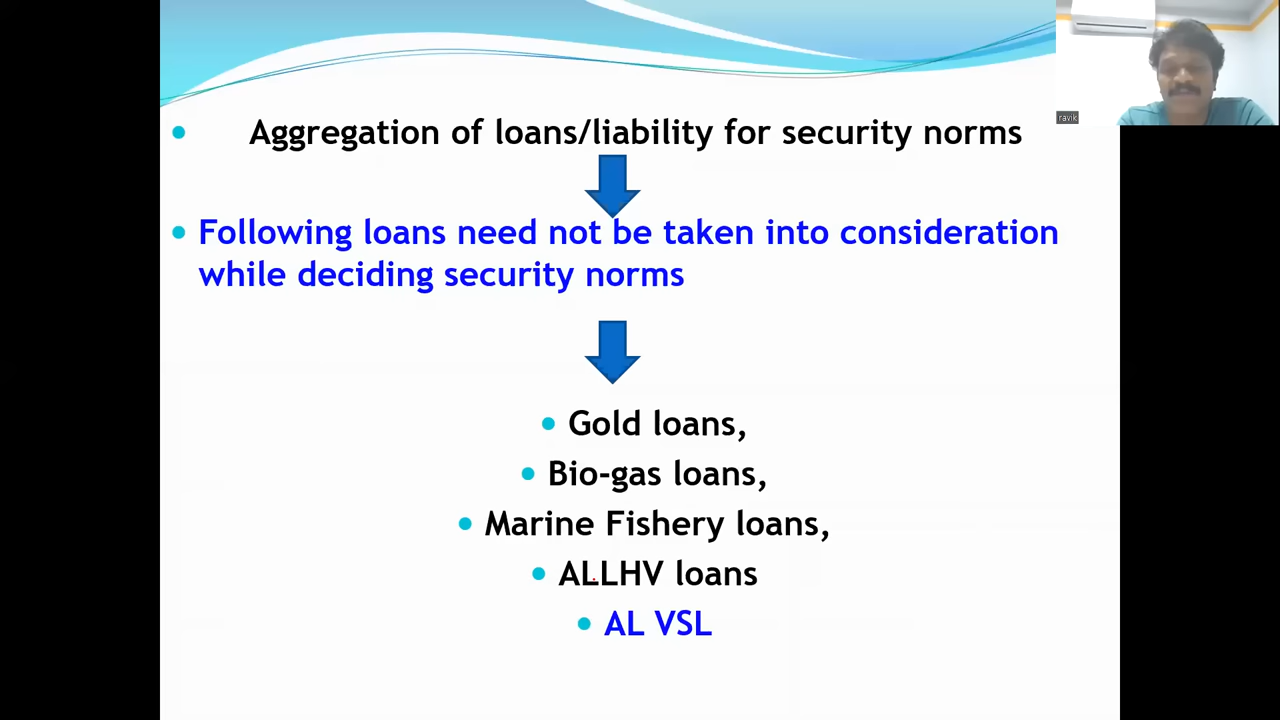 Aggregation of loans/liability for security norms
Following loans need not be taken into consideration
while deciding security norms
Gold loans,
Bio-gas loans,
Marine Fishery loans,
ALLHV loans
AL VSL
ravik